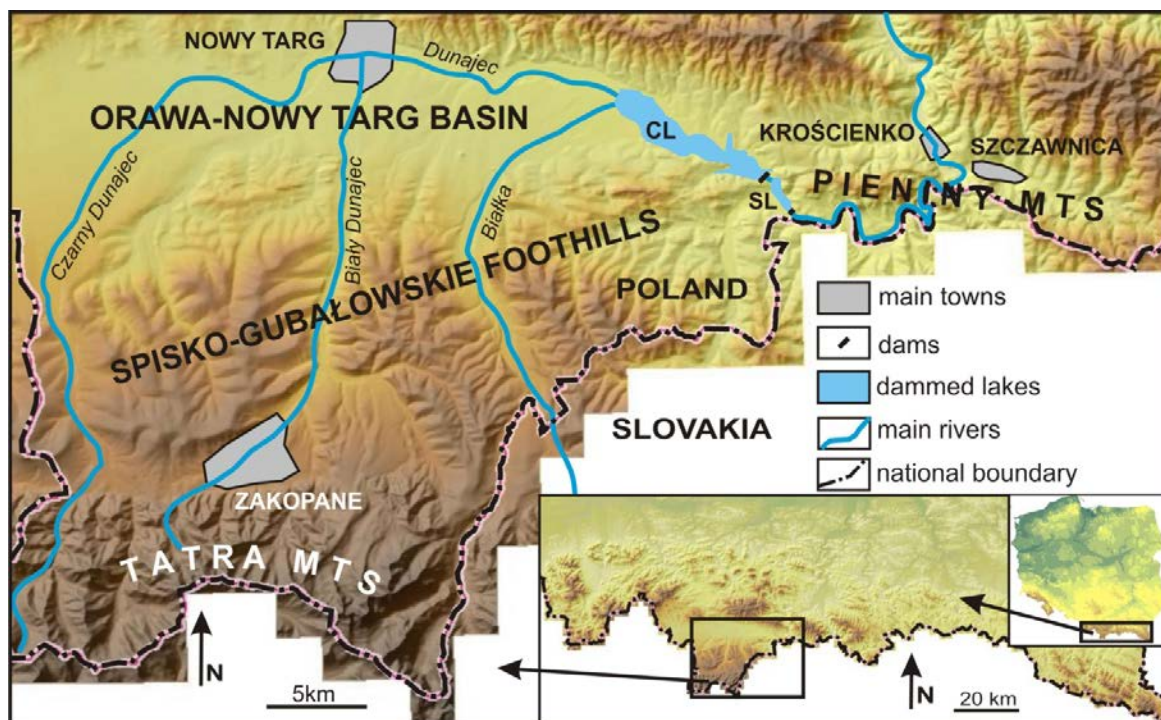 NOWY TARG
Dunajec
ORAWA-NOWY TARG BASIN
CL
KROŚCIENKO
SZCZAWNICA
PIENINY MTS
SL
Czarny Dunajec
Biały Dunajec
Białka
SPISKO-GUBAŁOWSKIE FOOTHILLS
POLAND
main towns
dams
dammed lakes
main rivers
national boundary
SLOVAKIA
ZAKOPANE
TATRA MTS
N
5km
N
20 km